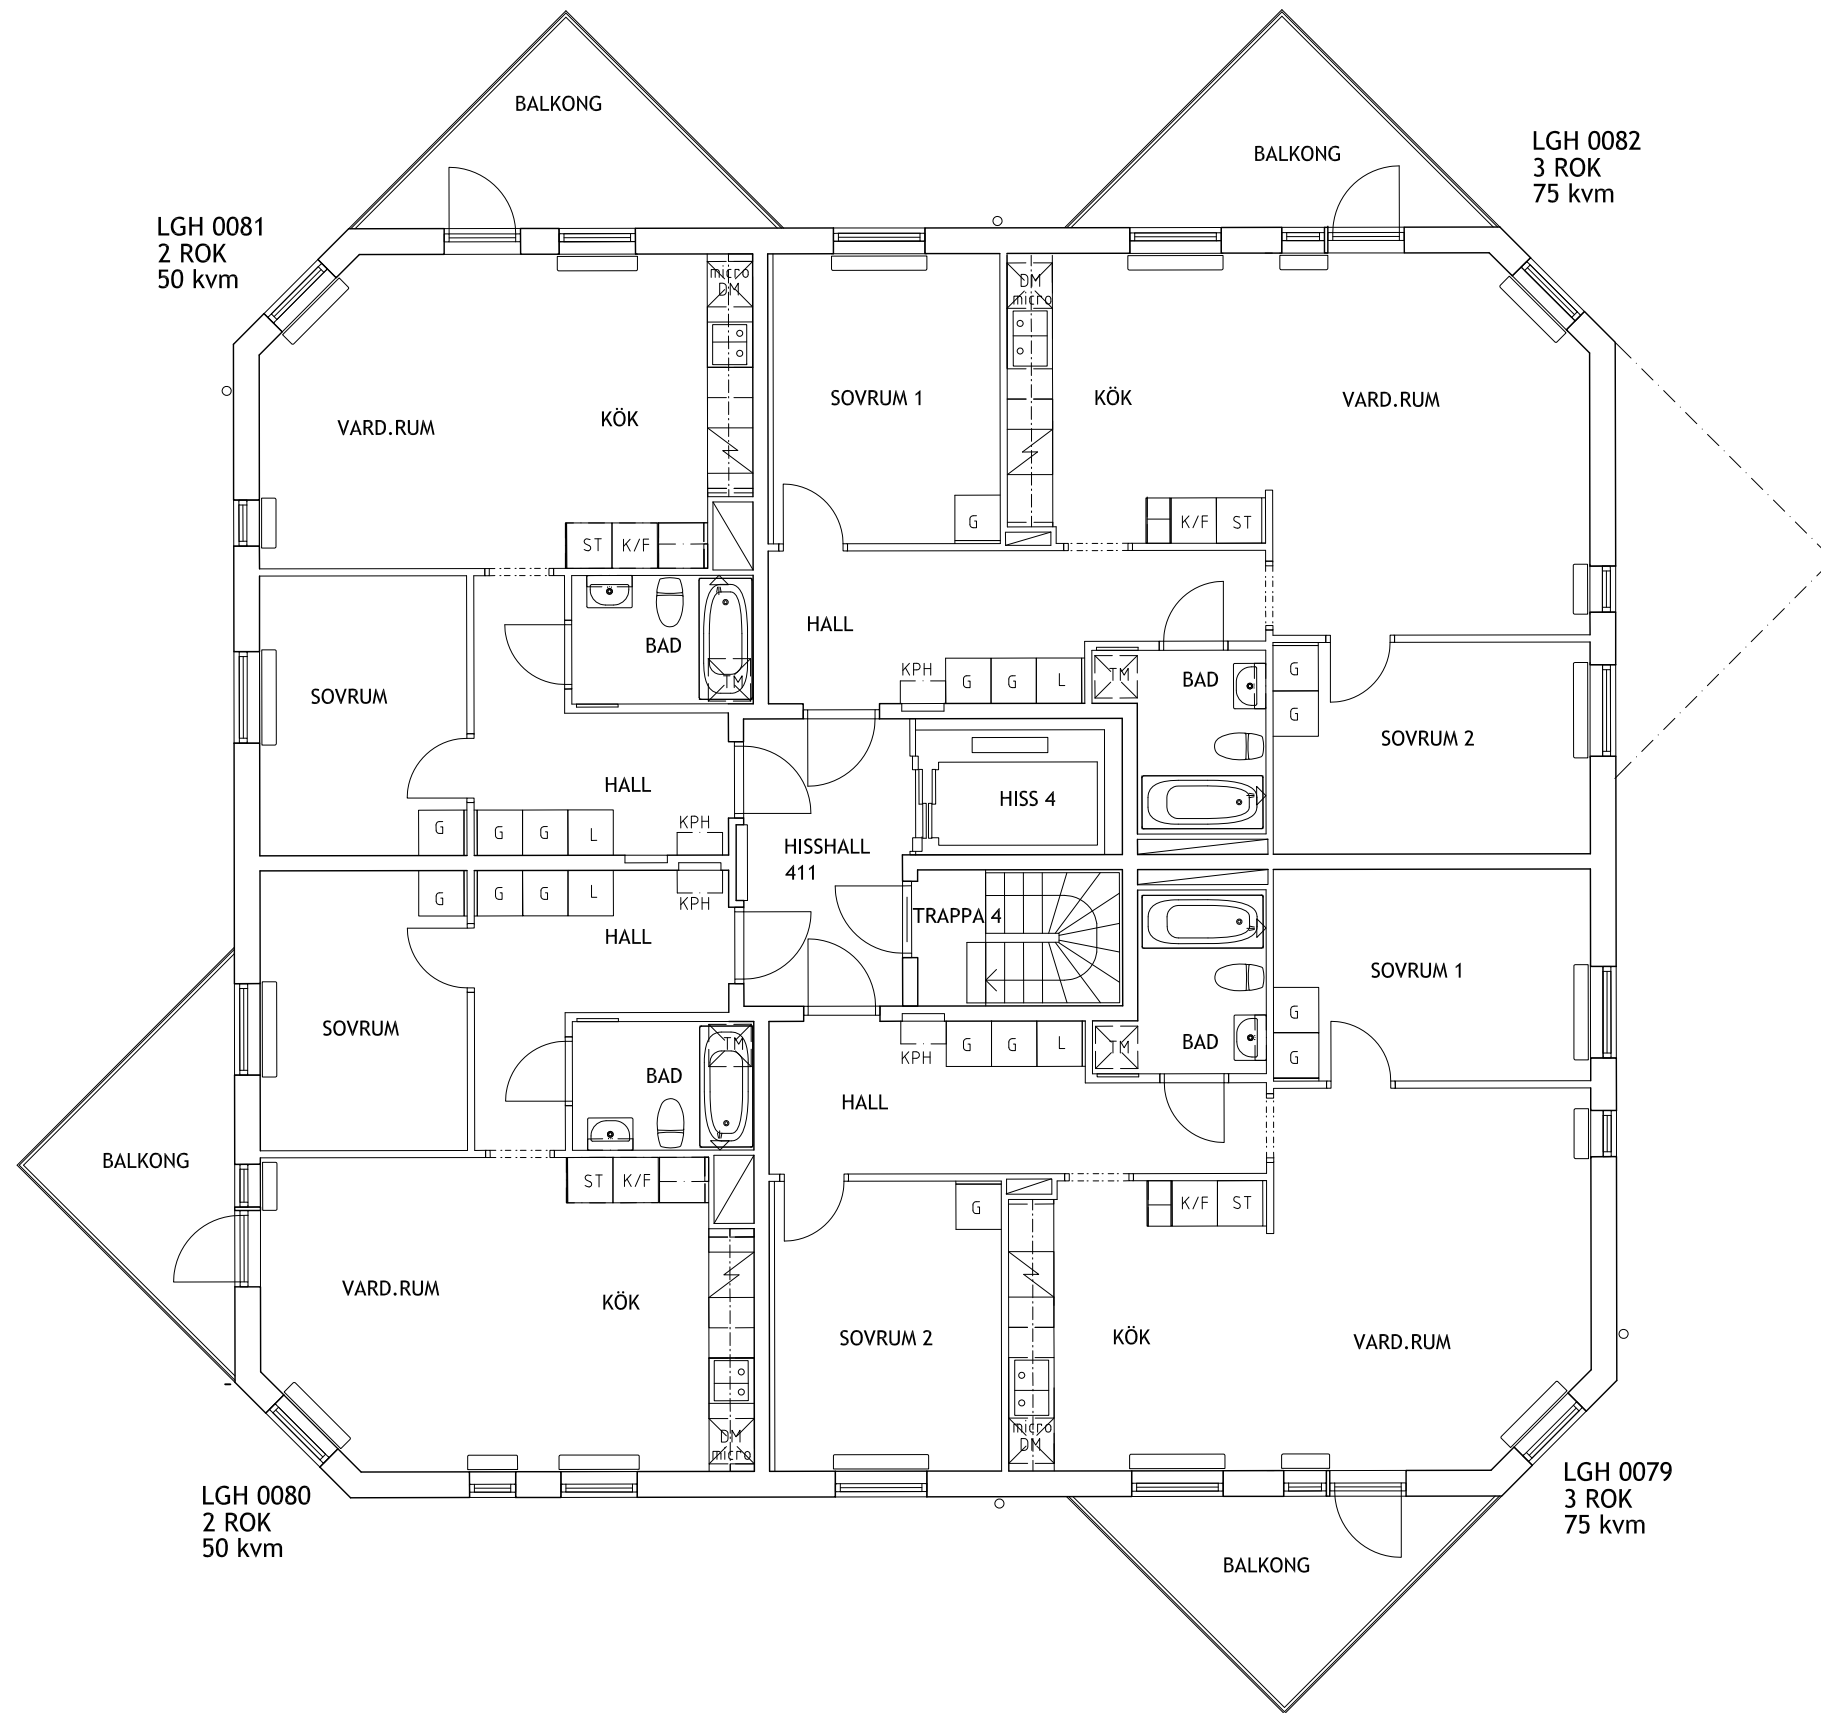 BALKONG
BALKONG
LGH 0082
3 ROK
75 kvm
LGH 0081
2 ROK
50 kvm
micro
DM
DM
micro
SOVRUM 1
KÖK
VARD.RUM
VARD.RUM
KÖK
G
K/F
ST
ST
K/F
HALL
BAD
KPH
G
G
L
TM
BAD
G
G
TM
SOVRUM
SOVRUM 2
HALL
HISS 4
G
G
G
L
KPH
HISSHALL
411
G
G
G
L
KPH
TRAPPA 4
HALL
SOVRUM 1
SOVRUM
G
G
TM
BAD
KPH
G
G
L
TM
BAD
HALL
BALKONG
ST
K/F
G
K/F
ST
VARD.RUM
KÖK
SOVRUM 2
KÖK
VARD.RUM
DM
micro
micro
DM
LGH 0080
2 ROK
50 kvm
LGH 0079
3 ROK
75 kvm
BALKONG